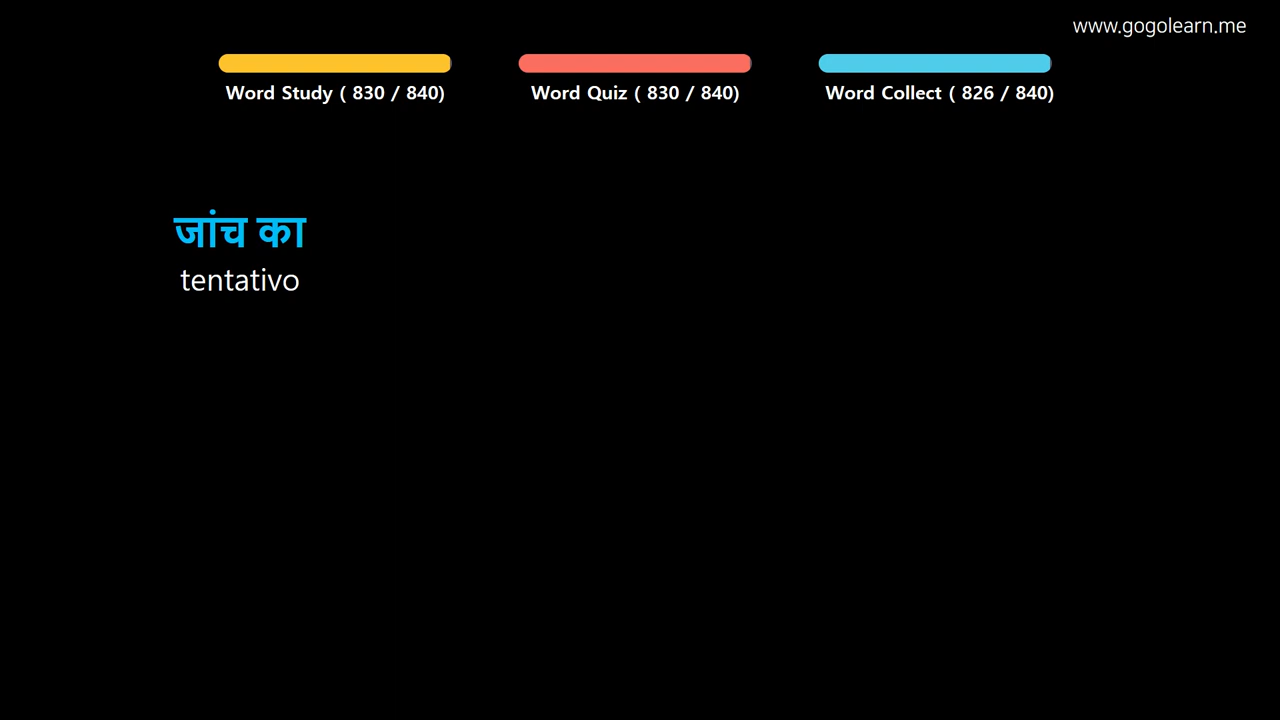 www.gogolearn.me
Word Study ( 830 / 840)
Word Quiz ( 830 / 840)
Word Collect ( 826 / 840)
जांच का
tentativo